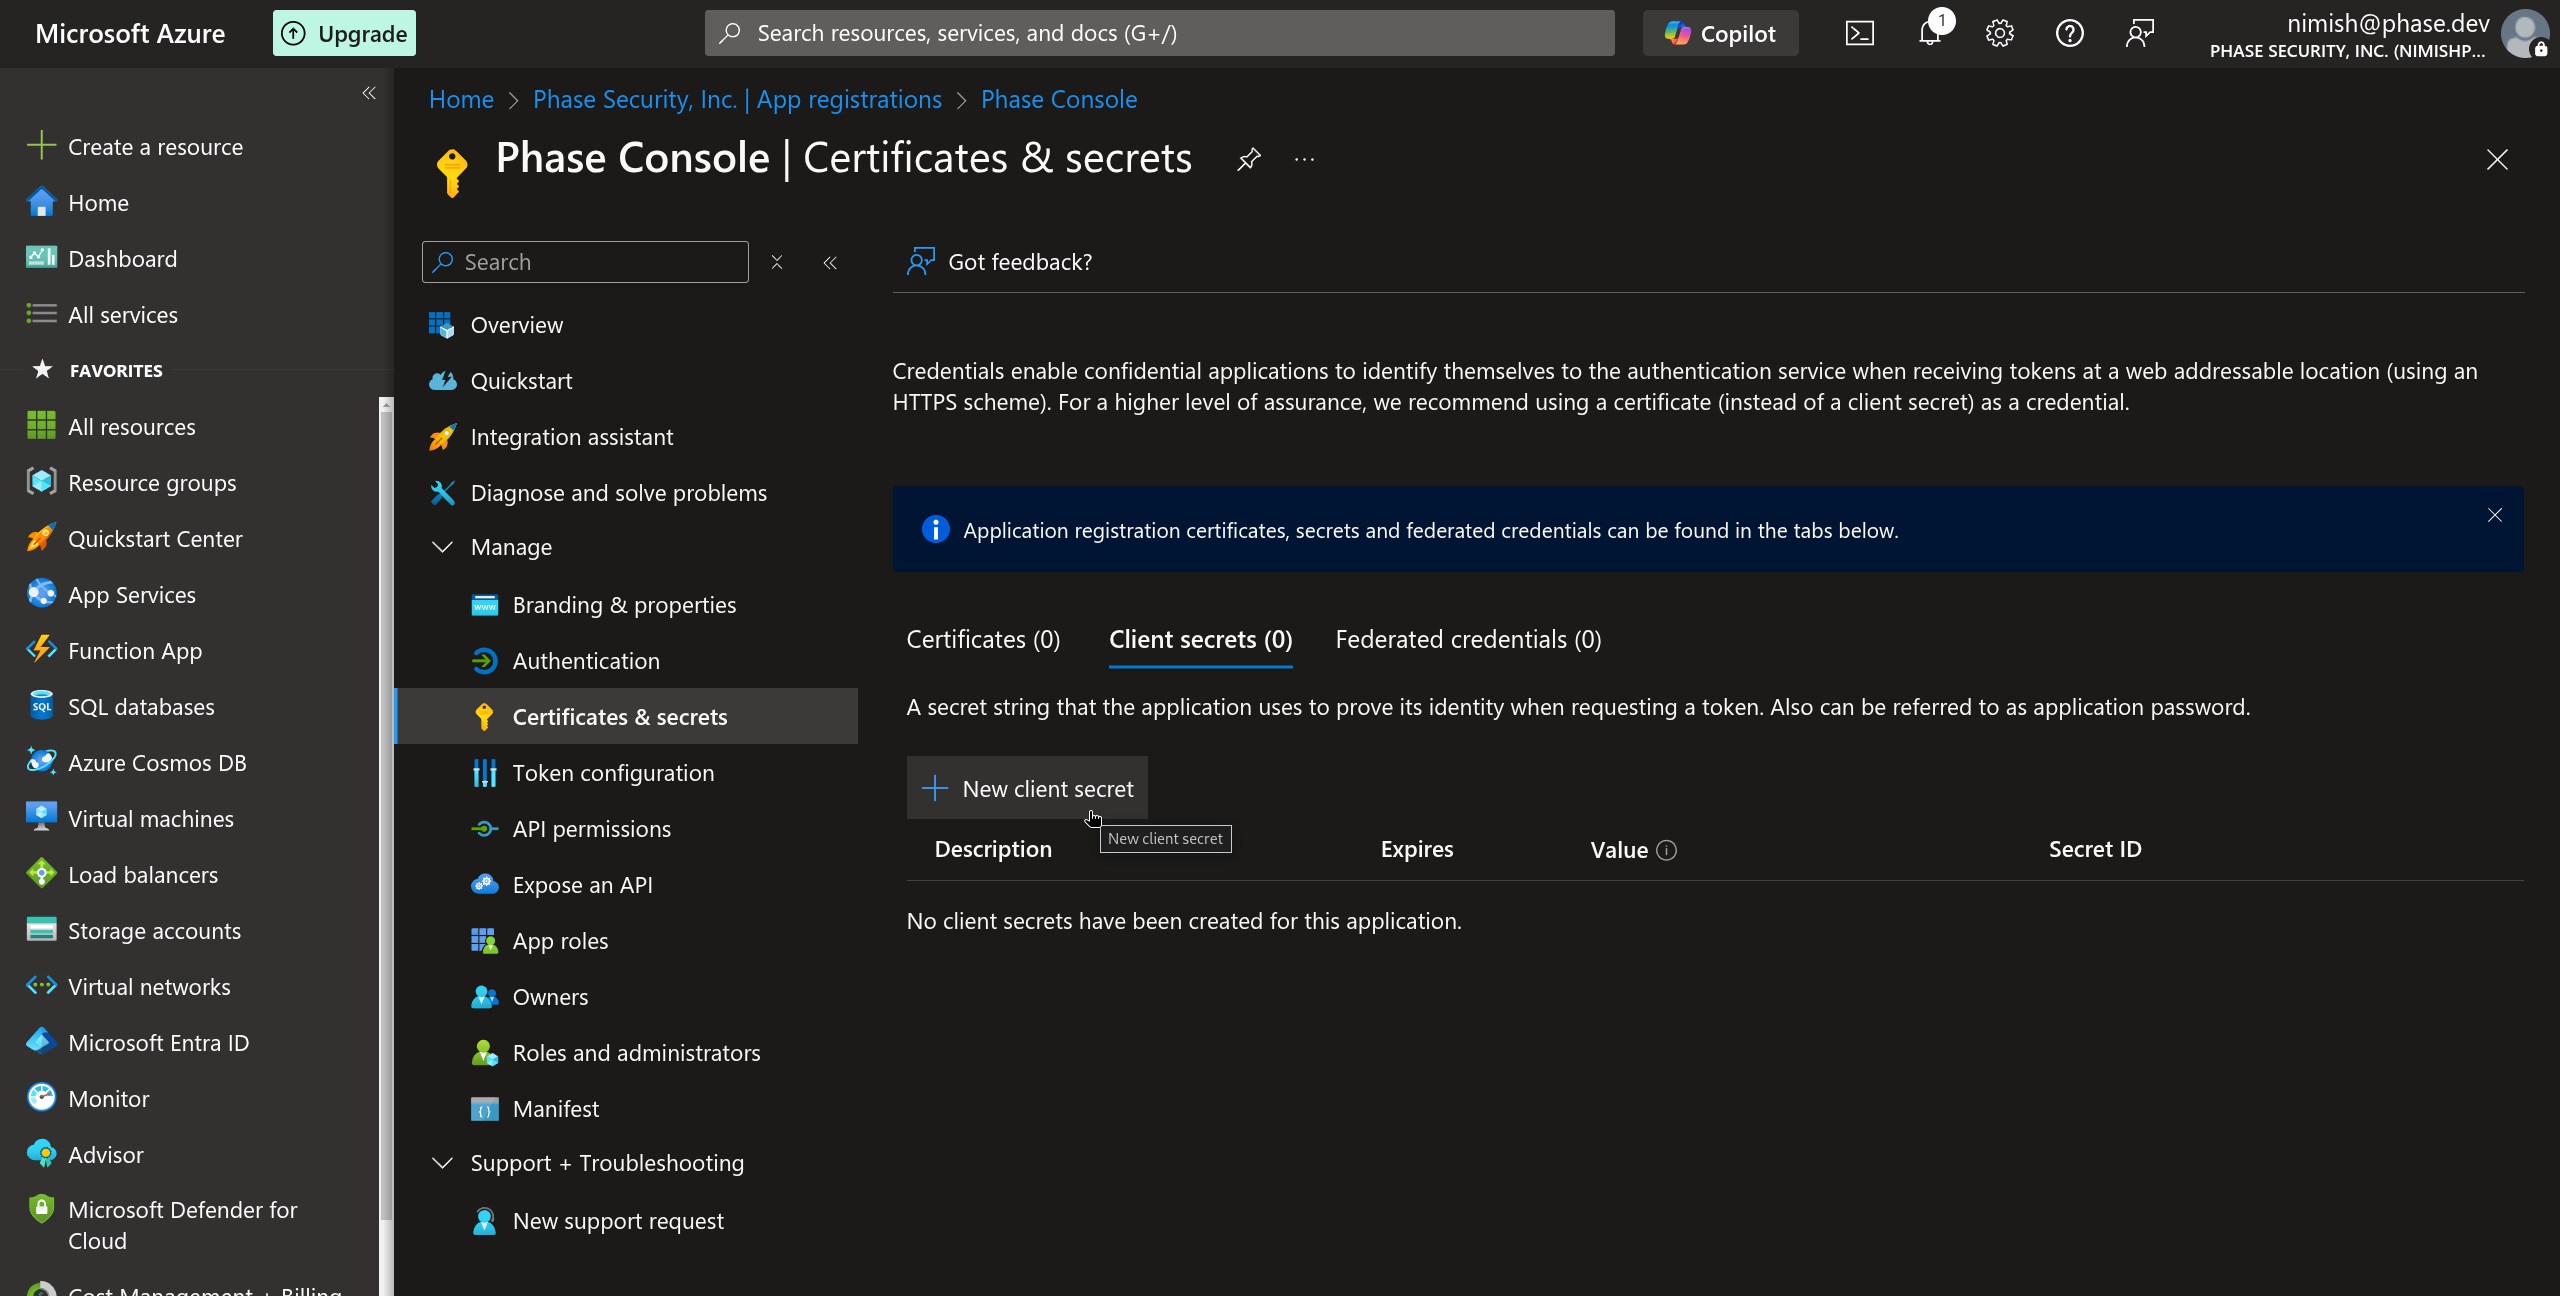 Microsoft Azure
Upgrade
Search resources, services, and docs (G+/)
Copilot
1
nimish@phase.dev
PHASE SECURITY, INC. (NIMISHP...
Create a resource
Home
Dashboard
All services
FAVORITES
All resources
Resource groups
Quickstart Center
App Services
Function App
SQL databases
Azure Cosmos DB
Virtual machines
Load balancers
Storage accounts
Virtual networks
Microsoft Entra ID
Monitor
Advisor
Microsoft Defender for
Cloud
Cost Management + Billing
Home > Phase Security, Inc. | App registrations > Phase Console
Phase Console | Certificates & secrets
Search
Overview
Quickstart
Integration assistant
Diagnose and solve problems
Manage
Branding & properties
Authentication
Certificates & secrets
Token configuration
API permissions
Expose an API
App roles
Owners
Roles and administrators
Manifest
Support + Troubleshooting
New support request
Got feedback?
Credentials enable confidential applications to identify themselves to the authentication service when receiving tokens at a web addressable location (using an
HTTPS scheme). For a higher level of assurance, we recommend using a certificate (instead of a client secret) as a credential.
Application registration certificates, secrets and federated credentials can be found in the tabs below.
Certificates (0) Client secrets (0) Federated credentials (0)
A secret string that the application uses to prove its identity when requesting a token. Also can be referred to as application password.
New client secret
New client secret
Description Expires Value Secret ID
No client secrets have been created for this application.